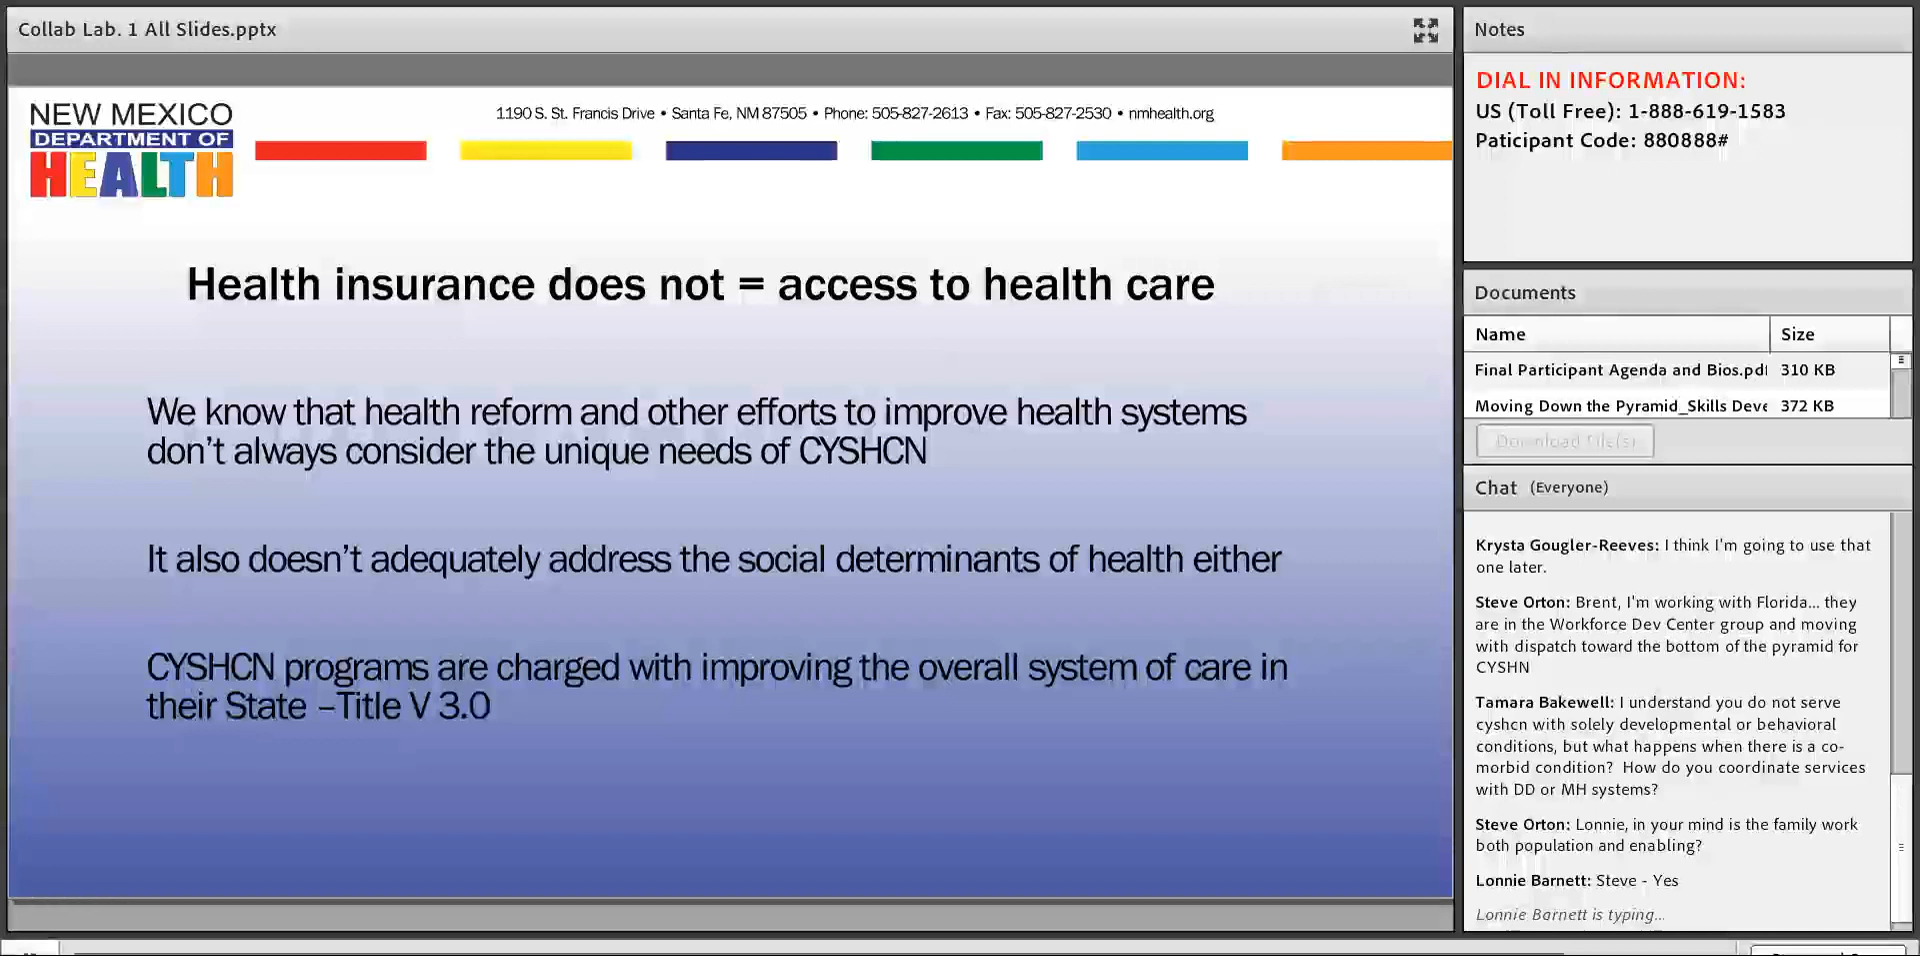 Collab Lab. 1 All Slides.pptx
NEW MEXICO
DEPARTMENT OF
HEALTH
1190 S. St. Francis Drive • Santa Fe, NM 87505 • Phone: 505-827-2613 • Fax: 505-827-2530 • nmhealth.org
Health insurance does not = access to health care
We know that health reform and other efforts to improve health systems
don't always consider the unique needs of CYSHCN
It also doesn't adequately address the social determinants of health either
CYSHCN programs are charged with improving the overall system of care in
their State –Title V 3.0
Notes
DIAL IN INFORMATION:
US (Toll Free): 1-888-619-1583
Paticipant Code: 880888#
Documents
Name Size
Final Participant Agenda and Bios.pdf 310 KB
Moving Down the Pyramid_Skills Deve 372 KB
Download File(s)
Chat (Everyone)
Krysta Gougler-Reeves: I think I'm going to use that
one later.
Steve Orton: Brent, I'm working with Florida... they
are in the Workforce Dev Center group and moving
with dispatch toward the bottom of the pyramid for
CYSHN
Tamara Bakewell: I understand you do not serve
cyshcn with solely developmental or behavioral
conditions, but what happens when there is a co-
morbid condition? How do you coordinate services
with DD or MH systems?
Steve Orton: Lonnie, in your mind is the family work
both population and enabling?
Lonnie Barnett: Steve - Yes
Lonnie Barnett is typing...